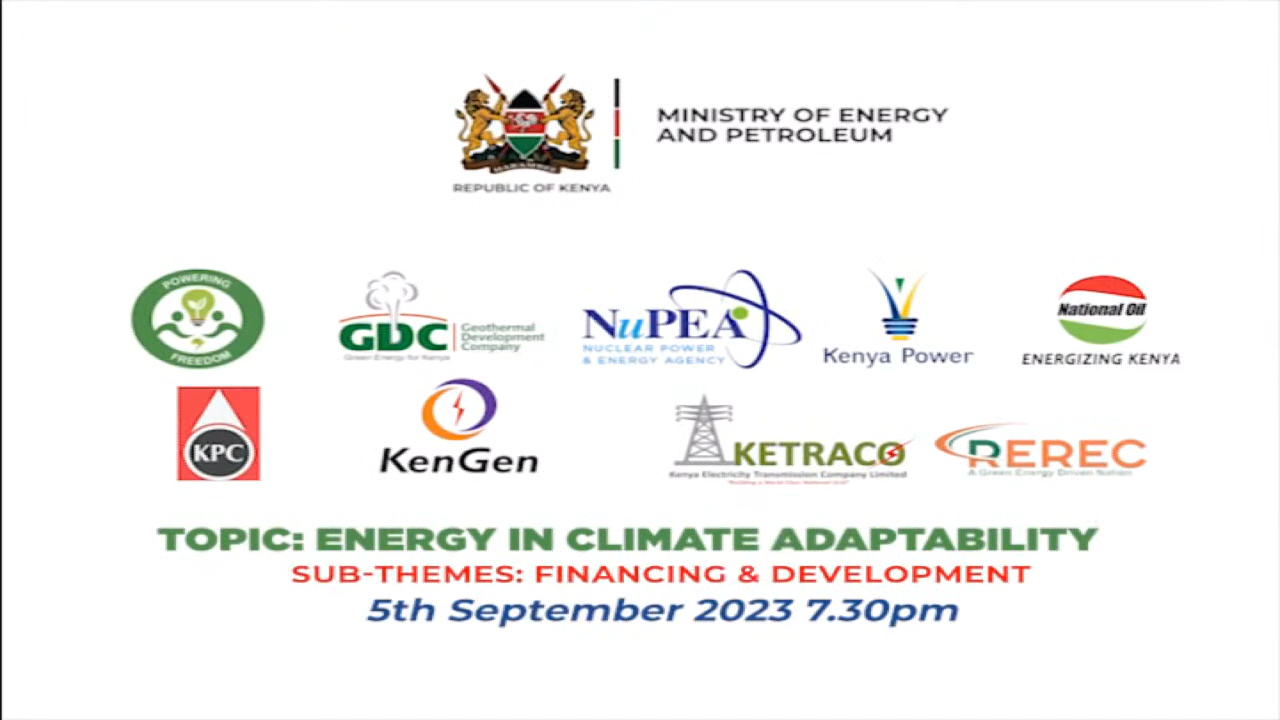 MINISTRY OF ENERGY
AND PETROLEUM
REPUBLIC OF KENYA
POWERING
FREEDOM
GDC
Geothermal
Development
Company
Green Energy for Kenya
NuPEA
NUCLEAR POWER
& ENERGY AGENCY
Kenya Power
National Oil
ENERGIZING KENYA
KPC
KenGen
KETRACO
Kenya Electricity Transmission Company Limited
REREC
A Green Energy Driven Nation
TOPIC: ENERGY IN CLIMATE ADAPTABILITY
SUB-THEMES: FINANCING & DEVELOPMENT
5th September 2023 7.30pm